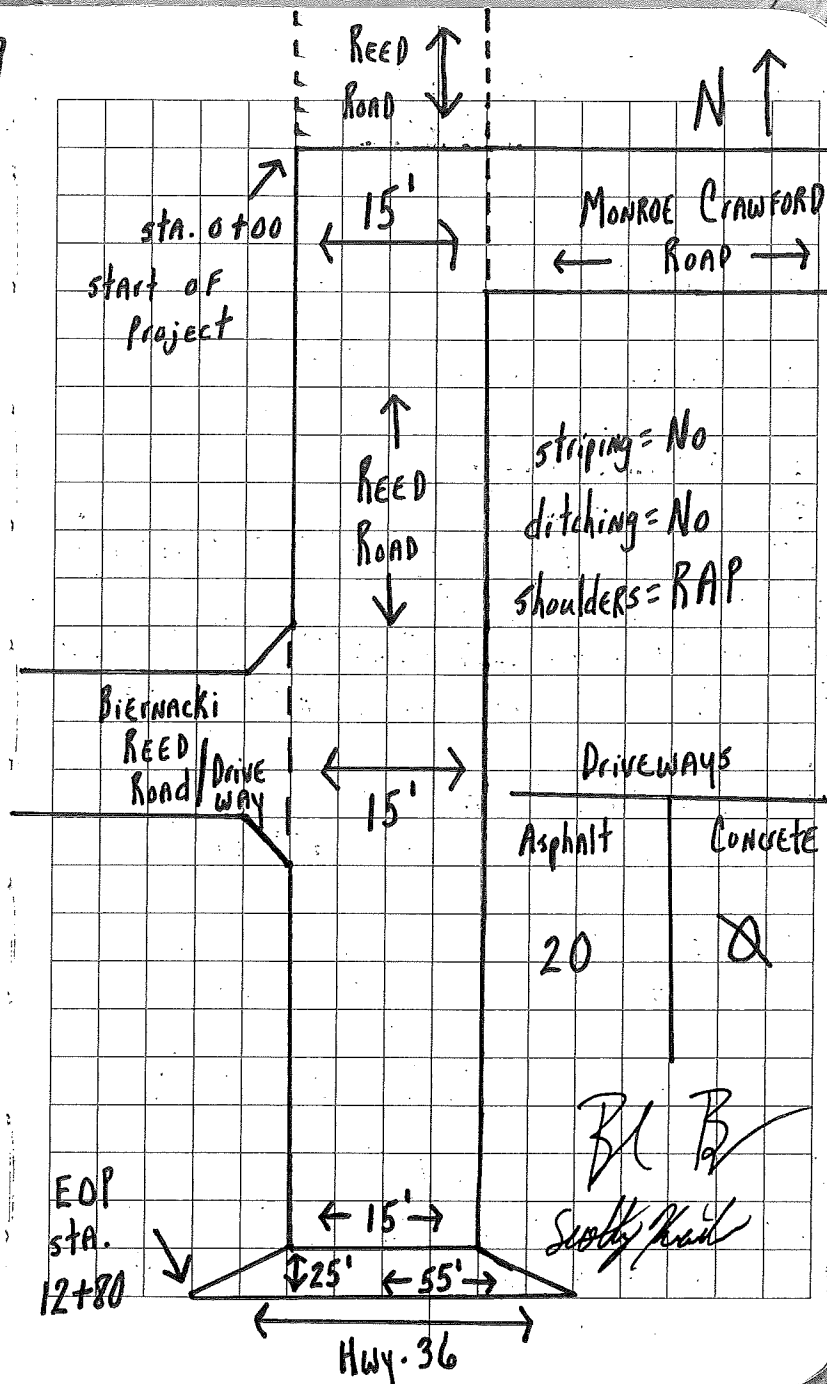 REED
ROAD
N
sta. 0+00
start of
Project
15'
MONROE CRAWFORD
ROAD
REED
ROAD
striping = No
ditching = No
shoulders = RAP
BIERNACKI
REED
Road / Drive
way
15'
Driveways
Asphalt
Concrete
20
Ø
EOP
sta.
12+80
15'
25'
55'
Hwy. 36